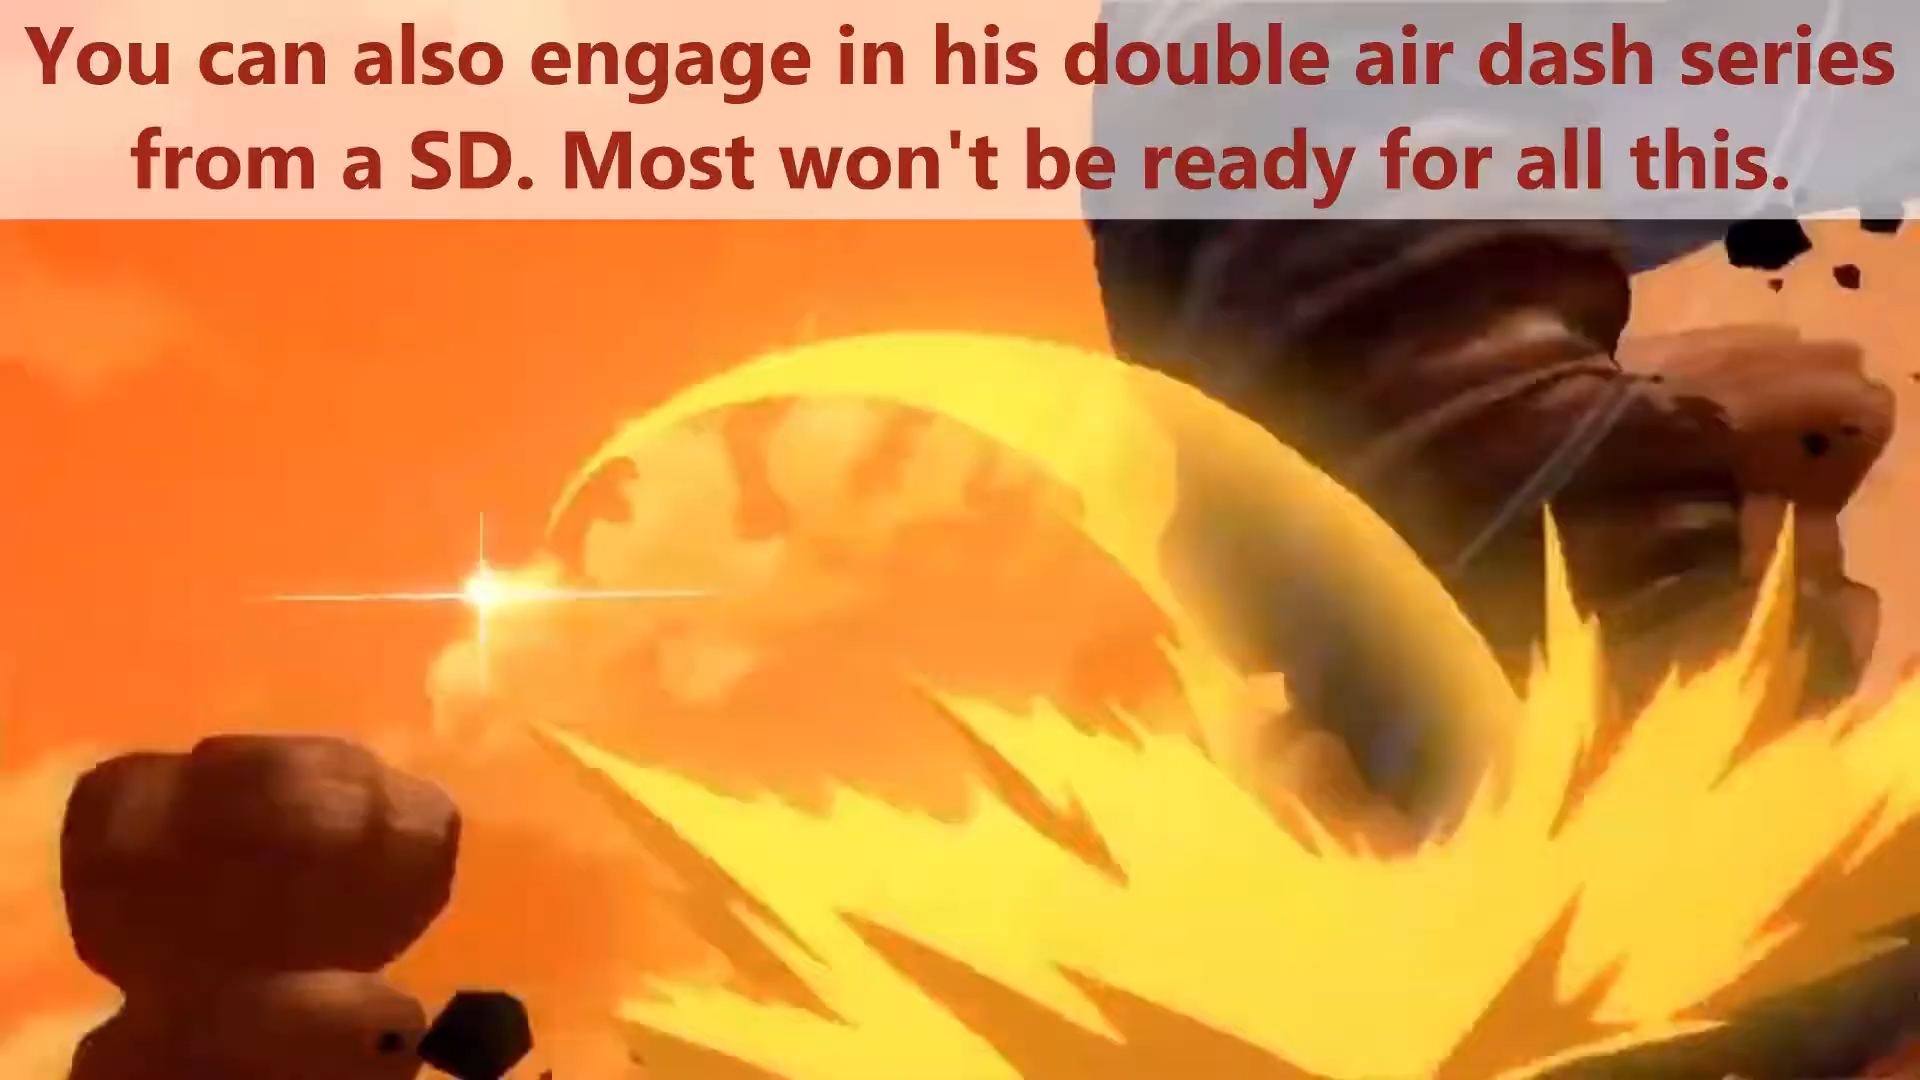 You can also engage in his double air dash series
from a SD. Most won't be ready for all this.